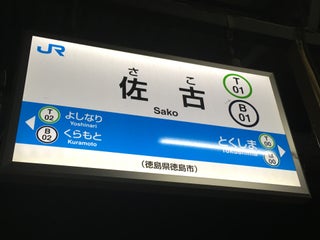 JR
さ こ
佐 古
Sako
T
01
B
01
T
02
よしなり
Yoshinari
B
02
くらもと
Kuramoto
とくしま
Tokushima
T
00
00
(徳島県徳島市)